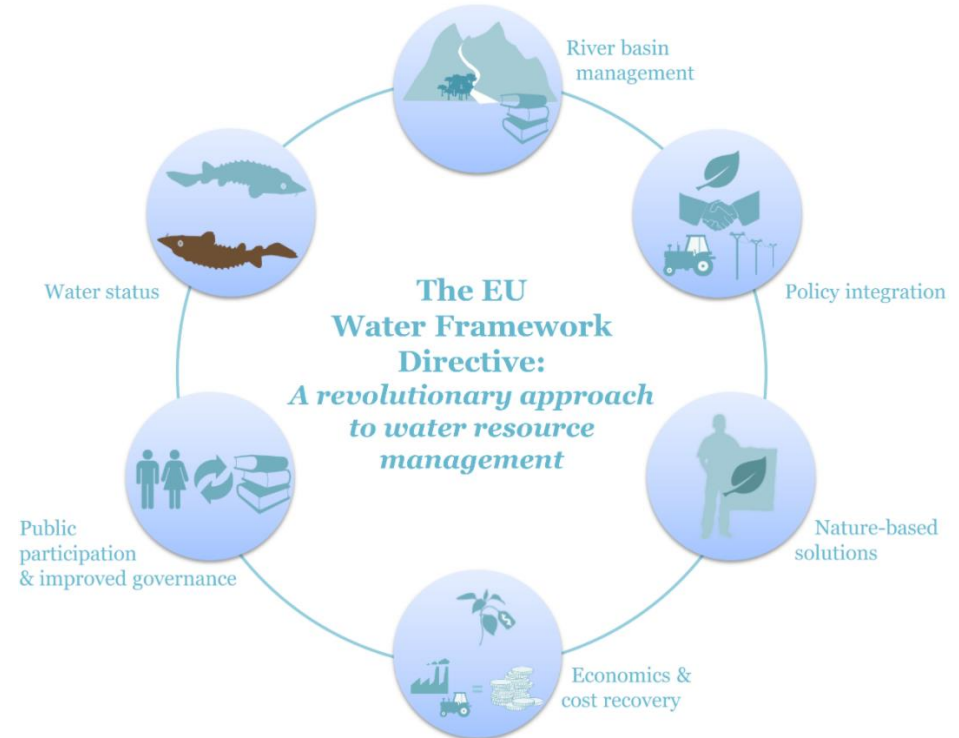 River basin
management
Policy integration
Nature-based
solutions
Economics &
cost recovery
Public
participation
& improved governance
Water status
The EU
Water Framework
Directive:
A revolutionary approach
to water resource
management